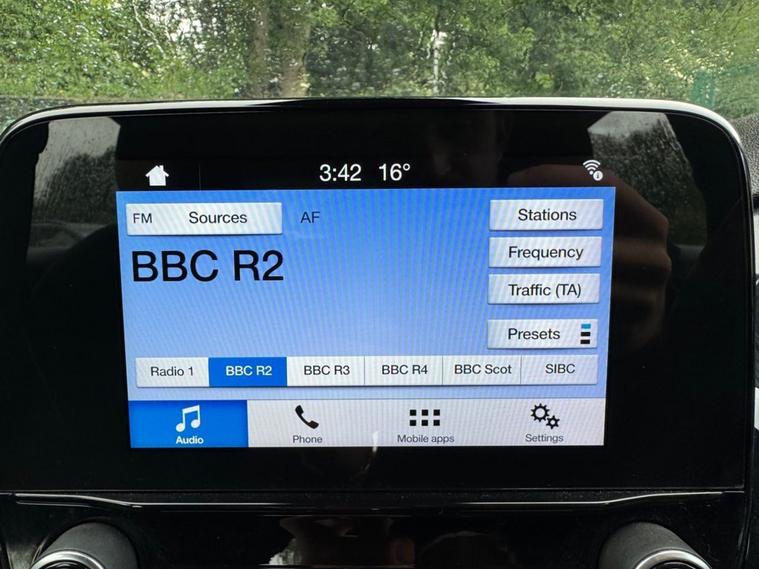 3:42 16°
FM Sources AF Stations
BBC R2
Frequency
Traffic (TA)
Presets
Radio 1 BBC R2 BBC R3 BBC R4 BBC Scot SIBC
Audio Phone Mobile apps Settings